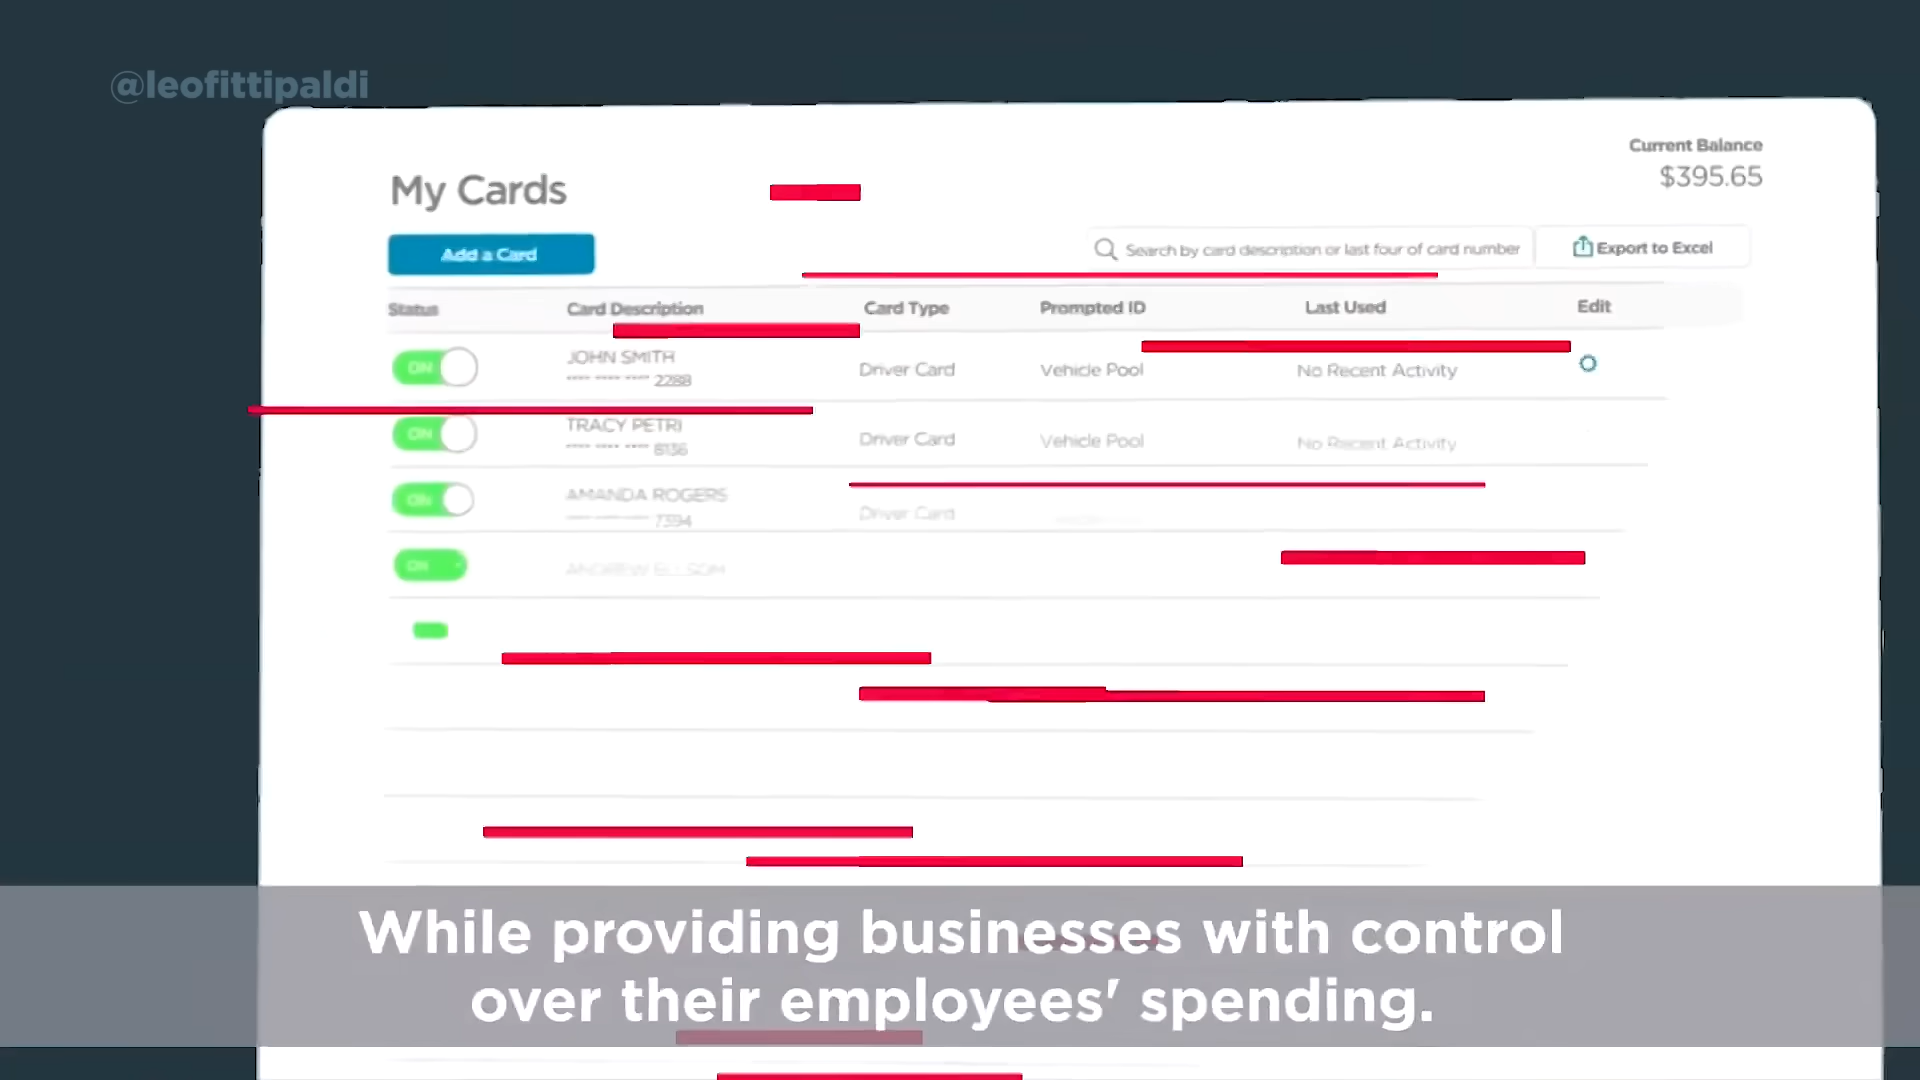 @leofittipaldi
Current Balance
$395.65
My Cards
Add a Card
Search by card description or last four of card number
Export to Excel
Status Card Description Card Type Prompted ID Last Used Edit
ON JOHN SMITH Driver Card Vehicle Pool No Recent Activity
**** **** **** 2288
ON TRACY PETRI Driver Card Vehicle Pool No Recent Activity
**** **** **** 8136
ON AMANDA ROGERS Driver Card
7394
ON ANDREW
While providing businesses with control
over their employees' spending.